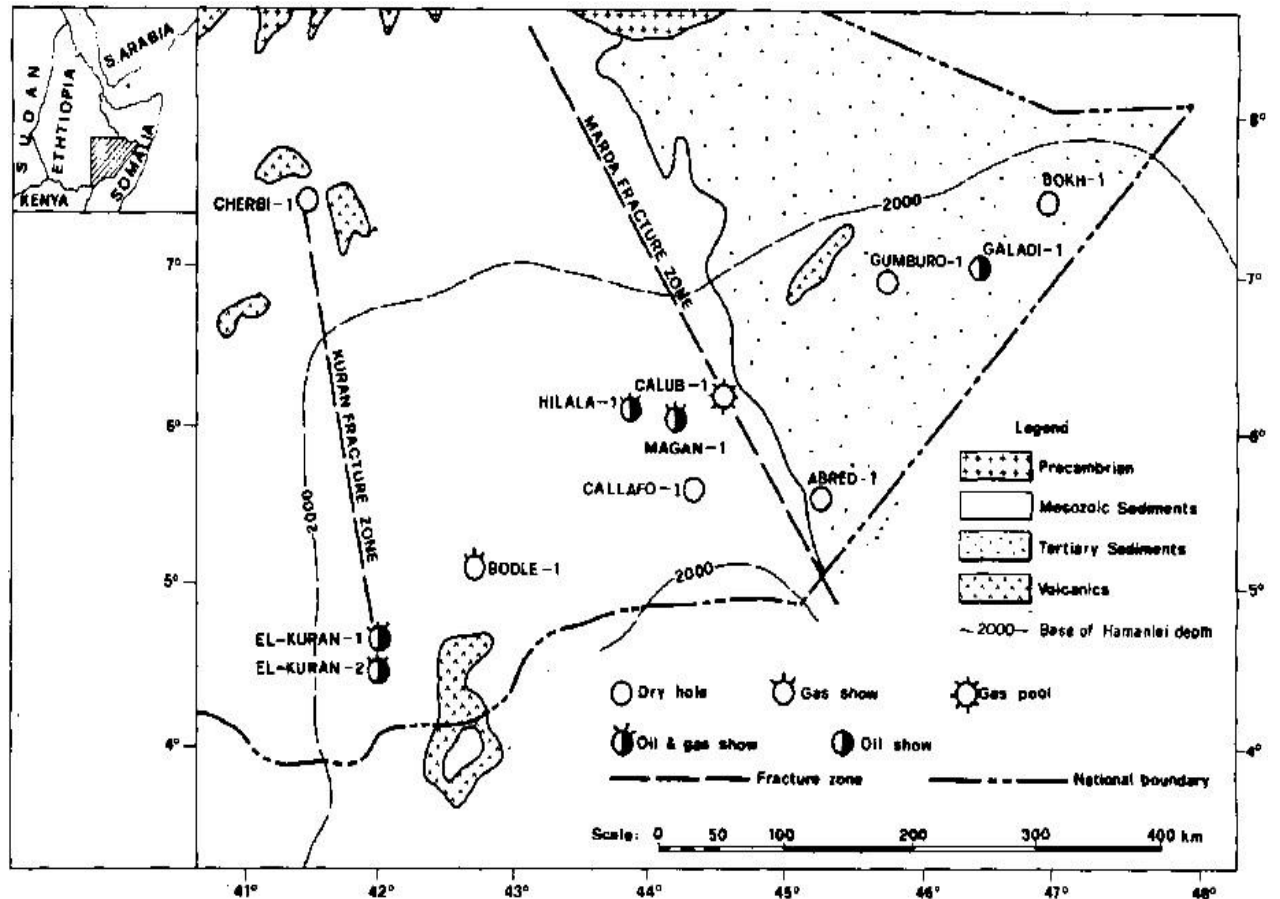 S. ARABIA
SUDAN
ETHTIOPIA
SOMALIA
KENYA
MARDA FRACTURE ZONE
8°
8°
BOKH-1
CHERBI-1
2000
GALADI-1
GUMBURO-1
7°
7°
KURAN FRACTURE ZONE
CALUB-1
HILALA-1
MAGAN-1
6°
6°
Legend
Precambrian
CALLAFO-1
ABRED-1
Mesozoic Sediments
2000
Tertiary Sediments
BODLE-1
2000
5°
5°
Volcanics
EL-KURAN-1
2000 Base of Hamanlei depth
EL-KURAN-2
Dry hole
Gas show
Gas pool
4°
4°
Oil & gas show
Oil show
Fracture zone
National boundary
Scale: 0 50 100 200 300 400 km
41° 42° 43° 44° 45° 46° 47° 48°